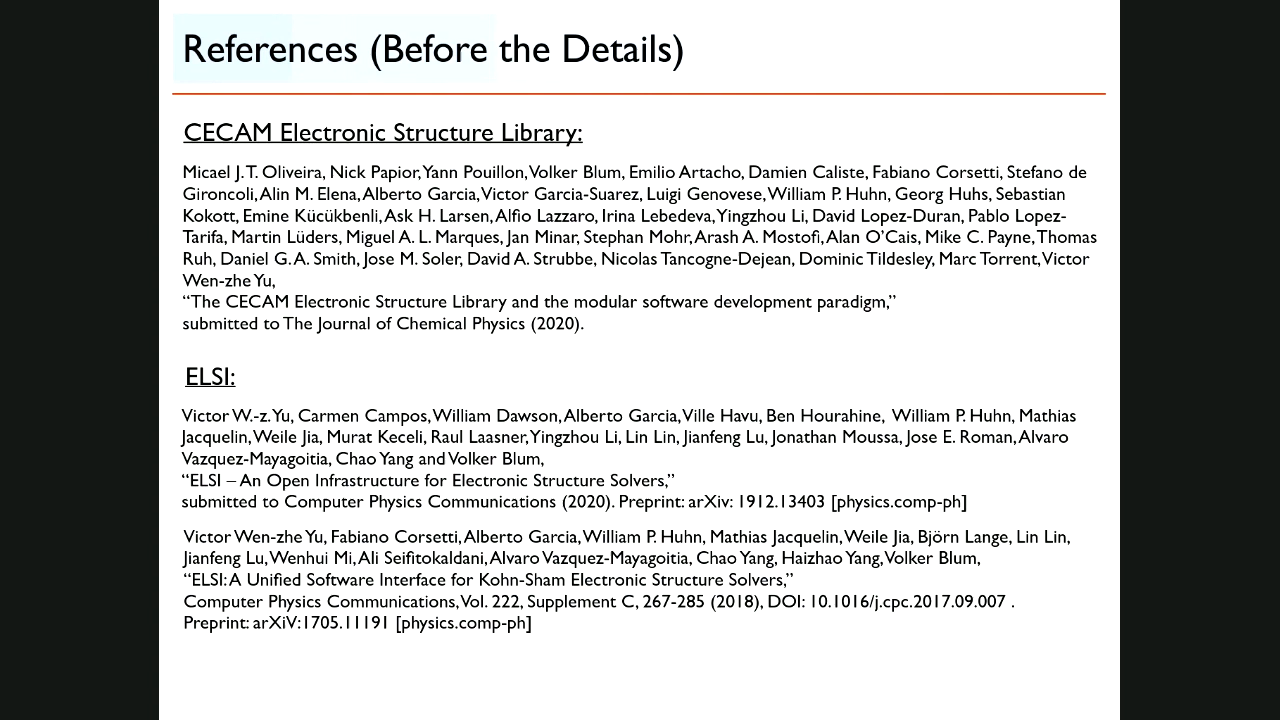 References (Before the Details)
CECAM Electronic Structure Library:
Micael J. T. Oliveira, Nick Papior, Yann Pouillon, Volker Blum, Emilio Artacho, Damien Caliste, Fabiano Corsetti, Stefano de
Gironcoli, Alin M. Elena, Alberto Garcia, Victor Garcia-Suarez, Luigi Genovese, William P. Huhn, Georg Huhs, Sebastian
Kokott, Emine Kücükbenli, Ask H. Larsen, Alfio Lazzaro, Irina Lebedeva, Yingzhou Li, David Lopez-Duran, Pablo Lopez-
Tarifa, Martin Lüders, Miguel A. L. Marques, Jan Minar, Stephan Mohr, Arash A. Mostofi, Alan O’Cais, Mike C. Payne, Thomas
Ruh, Daniel G. A. Smith, Jose M. Soler, David A. Strubbe, Nicolas Tancogne-Dejean, Dominic Tildesley, Marc Torrent, Victor
Wen-zhe Yu,
“The CECAM Electronic Structure Library and the modular software development paradigm,”
submitted to The Journal of Chemical Physics (2020).
ELSI:
Victor W.-z. Yu, Carmen Campos, William Dawson, Alberto Garcia, Ville Havu, Ben Hourahine, William P. Huhn, Mathias
Jacquelin, Weile Jia, Murat Keceli, Raul Laasner, Yingzhou Li, Lin Lin, Jianfeng Lu, Jonathan Moussa, Jose E. Roman, Alvaro
Vazquez-Mayagoitia, Chao Yang and Volker Blum,
“ELSI – An Open Infrastructure for Electronic Structure Solvers,”
submitted to Computer Physics Communications (2020). Preprint: arXiv: 1912.13403 [physics.comp-ph]
Victor Wen-zhe Yu, Fabiano Corsetti, Alberto Garcia, William P. Huhn, Mathias Jacquelin, Weile Jia, Björn Lange, Lin Lin,
Jianfeng Lu, Wenhui Mi, Ali Seifitokaldani, Alvaro Vazquez-Mayagoitia, Chao Yang, Haizhao Yang, Volker Blum,
“ELSI: A Unified Software Interface for Kohn-Sham Electronic Structure Solvers,”
Computer Physics Communications, Vol. 222, Supplement C, 267-285 (2018), DOI: 10.1016/j.cpc.2017.09.007 .
Preprint: arXiV:1705.11191 [physics.comp-ph]